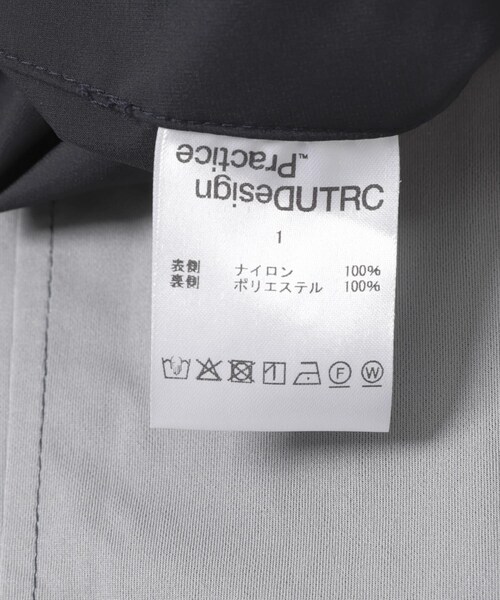 CRTUDesign
Practice™
1
表側 ナイロン 100%
裏側 ポリエステル 100%
F W